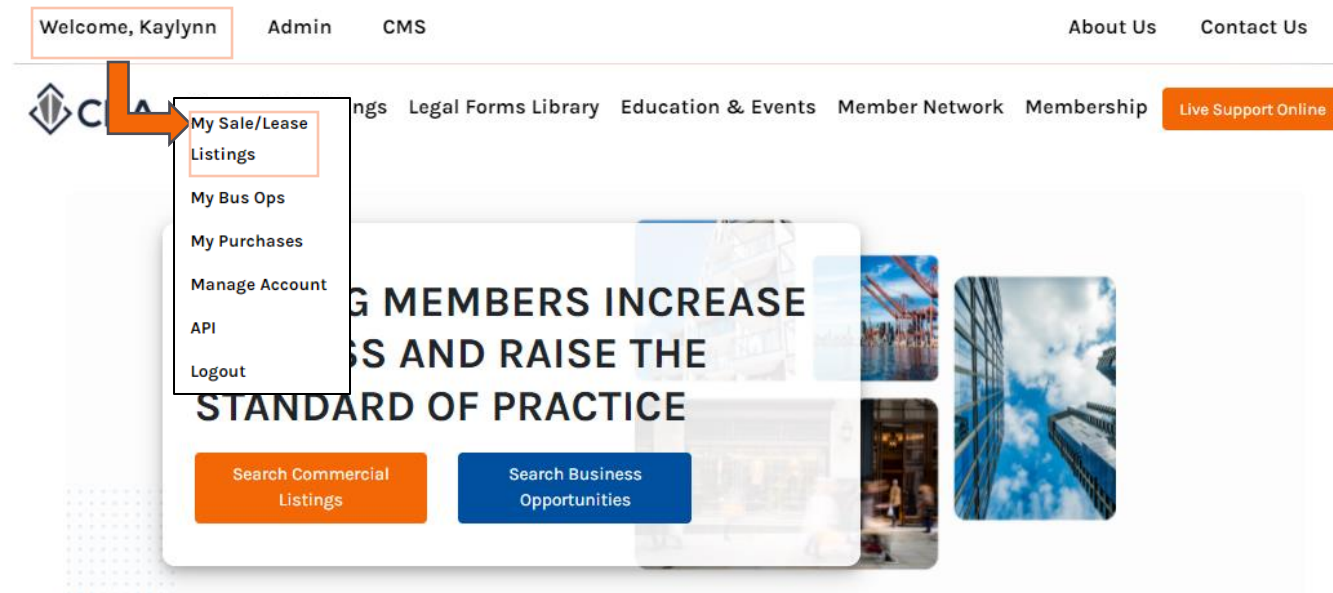 Welcome, Kaylynn Admin CMS About Us Contact Us
ngs Legal Forms Library Education & Events Member Network Membership Live Support Online
My Sale/Lease
Listings
My Bus Ops
My Purchases
Manage Account
API
Logout
G MEMBERS INCREASE
SS AND RAISE THE
STANDARD OF PRACTICE
Search Commercial
Listings
Search Business
Opportunities